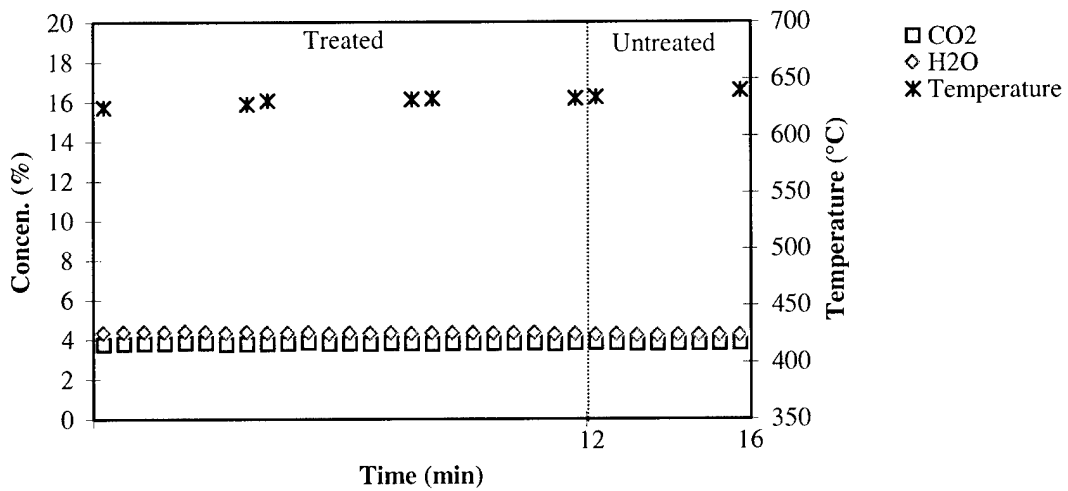 Treated
Untreated
20
18
16
14
12
10
8
6
4
2
0
Concen. (%)
700
650
600
550
500
450
400
350
Temperature (°C)
12
16
Time (min)
CO2
H2O
Temperature